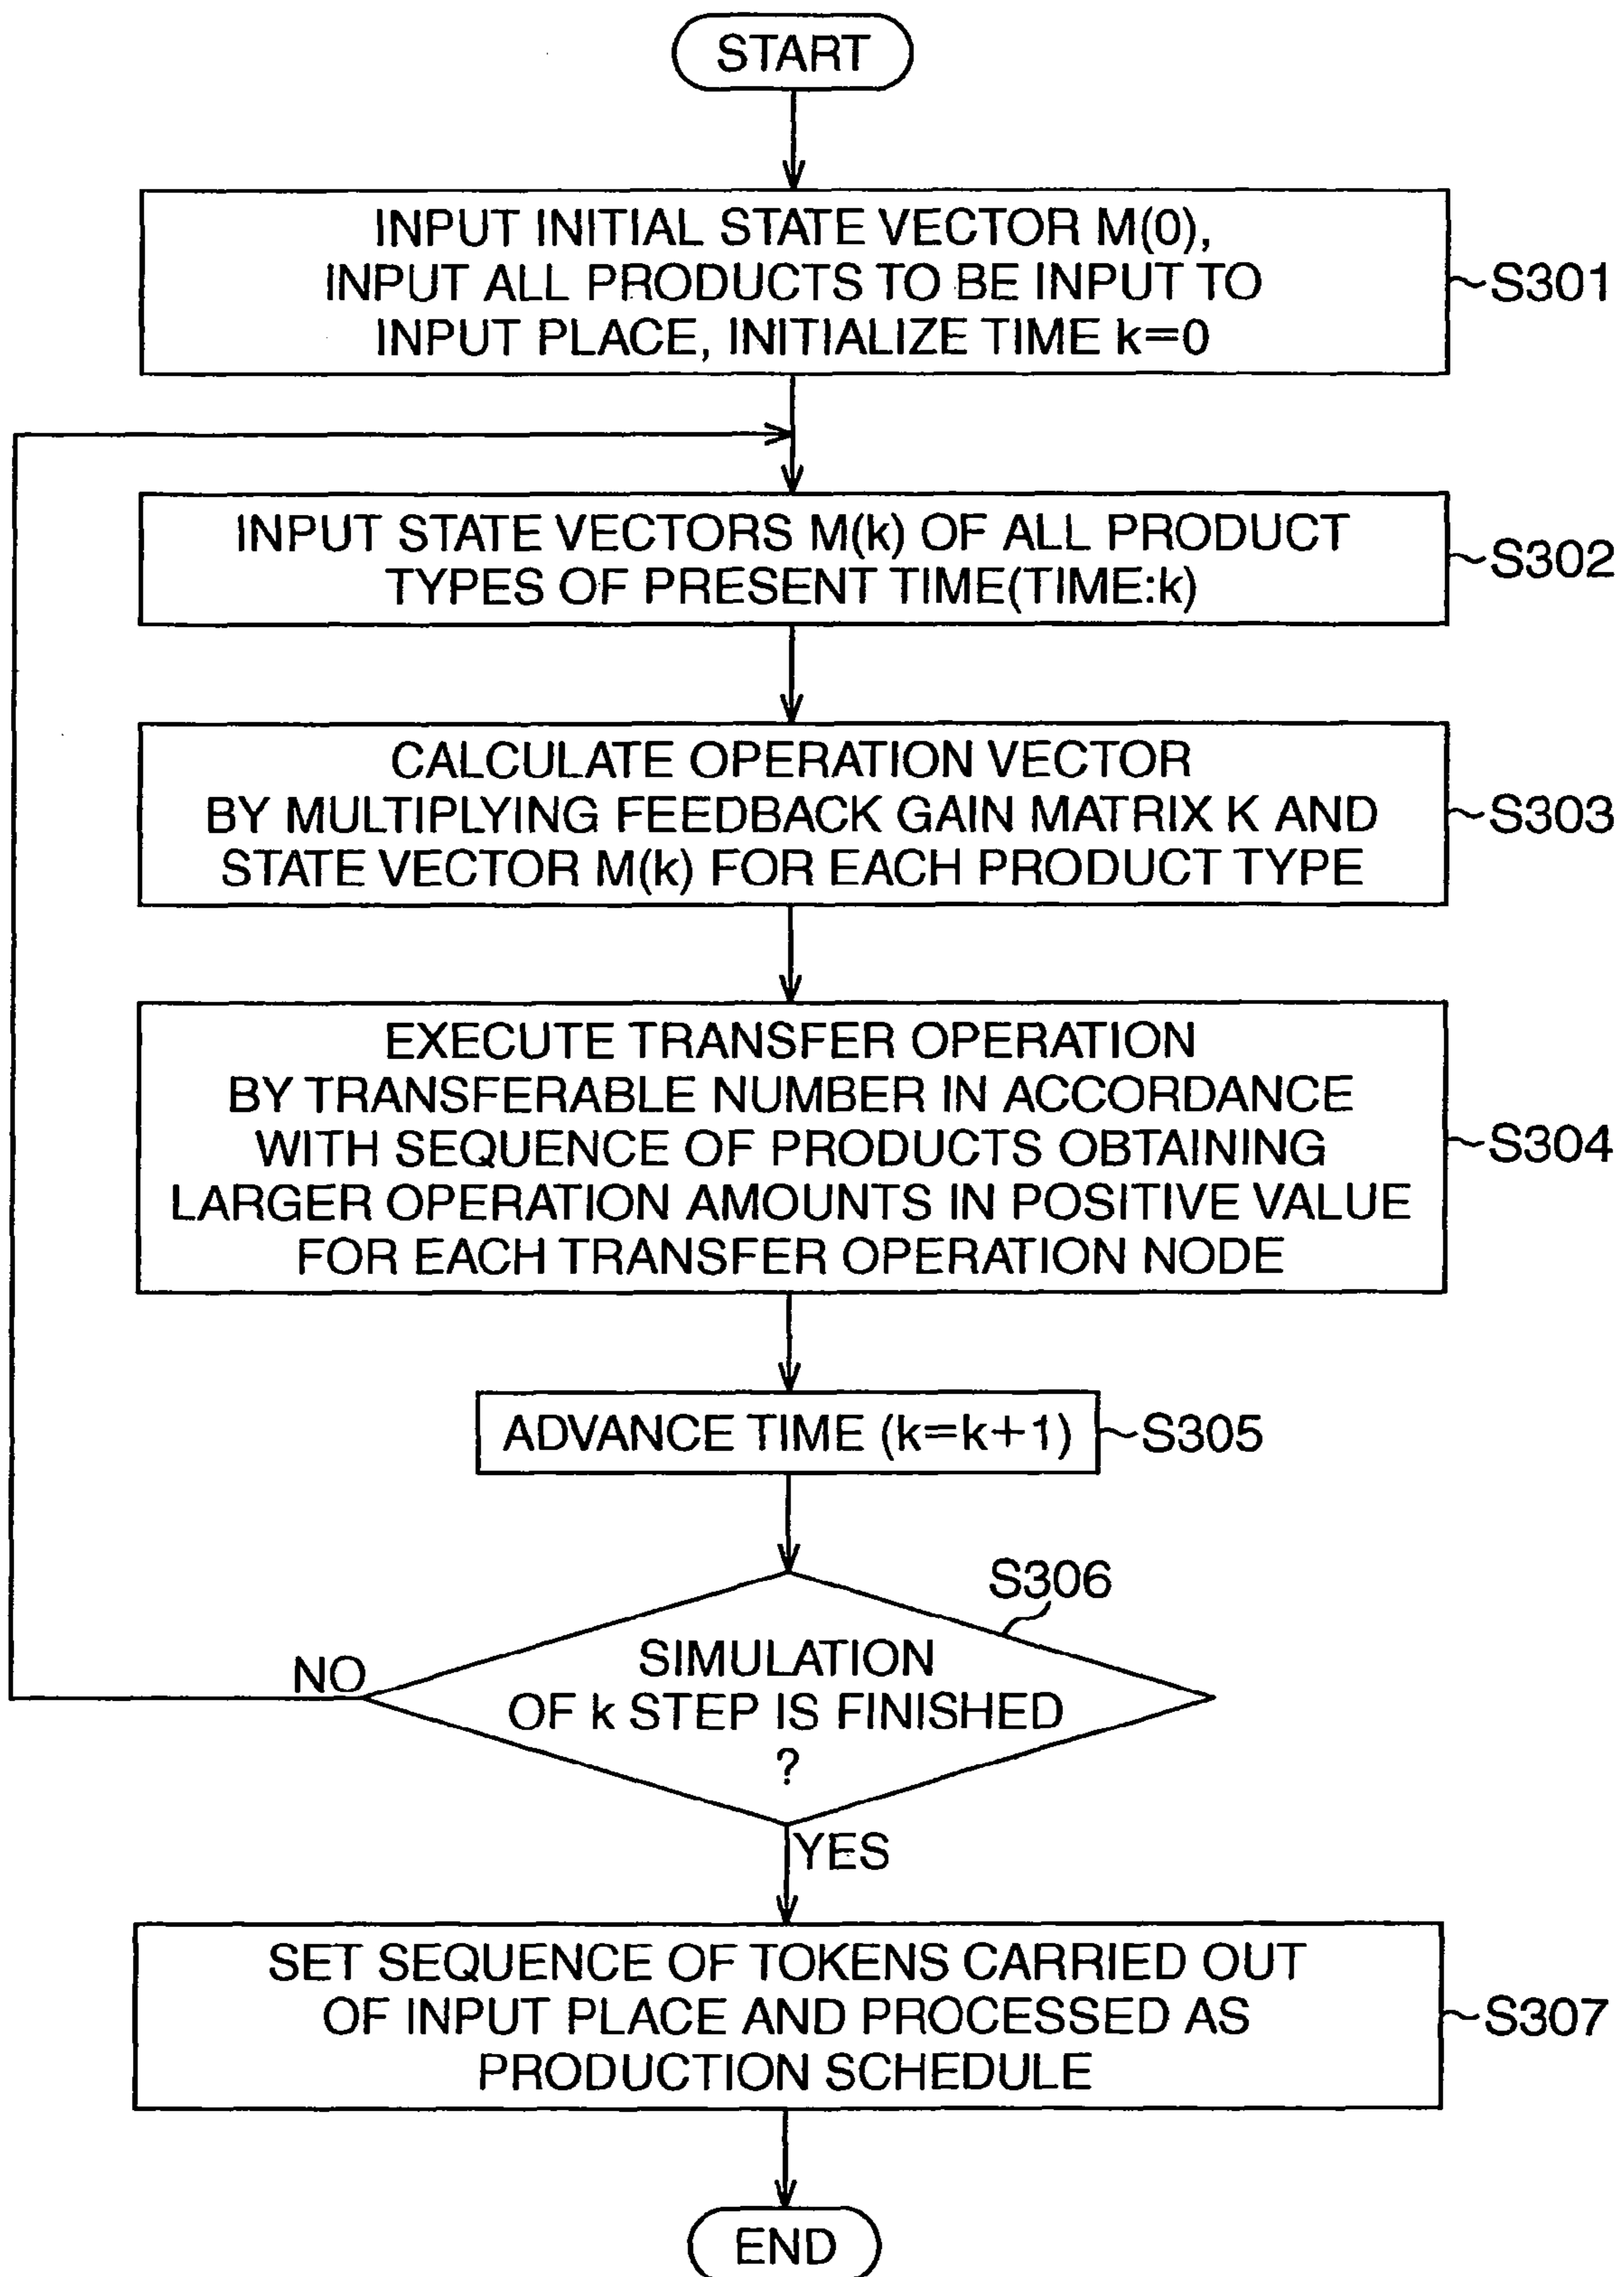 START
INPUT INITIAL STATE VECTOR M(0),
INPUT ALL PRODUCTS TO BE INPUT TO
INPUT PLACE, INITIALIZE TIME k=0
S301
INPUT STATE VECTORS M(k) OF ALL PRODUCT
TYPES OF PRESENT TIME(TIME:k)
S302
CALCULATE OPERATION VECTOR
BY MULTIPLYING FEEDBACK GAIN MATRIX K AND
STATE VECTOR M(k) FOR EACH PRODUCT TYPE
S303
EXECUTE TRANSFER OPERATION
BY TRANSFERABLE NUMBER IN ACCORDANCE
WITH SEQUENCE OF PRODUCTS OBTAINING
LARGER OPERATION AMOUNTS IN POSITIVE VALUE
FOR EACH TRANSFER OPERATION NODE
S304
ADVANCE TIME (k=k+1)
S305
S306
SIMULATION
OF k STEP IS FINISHED
?
NO
YES
SET SEQUENCE OF TOKENS CARRIED OUT
OF INPUT PLACE AND PROCESSED AS
PRODUCTION SCHEDULE
S307
END